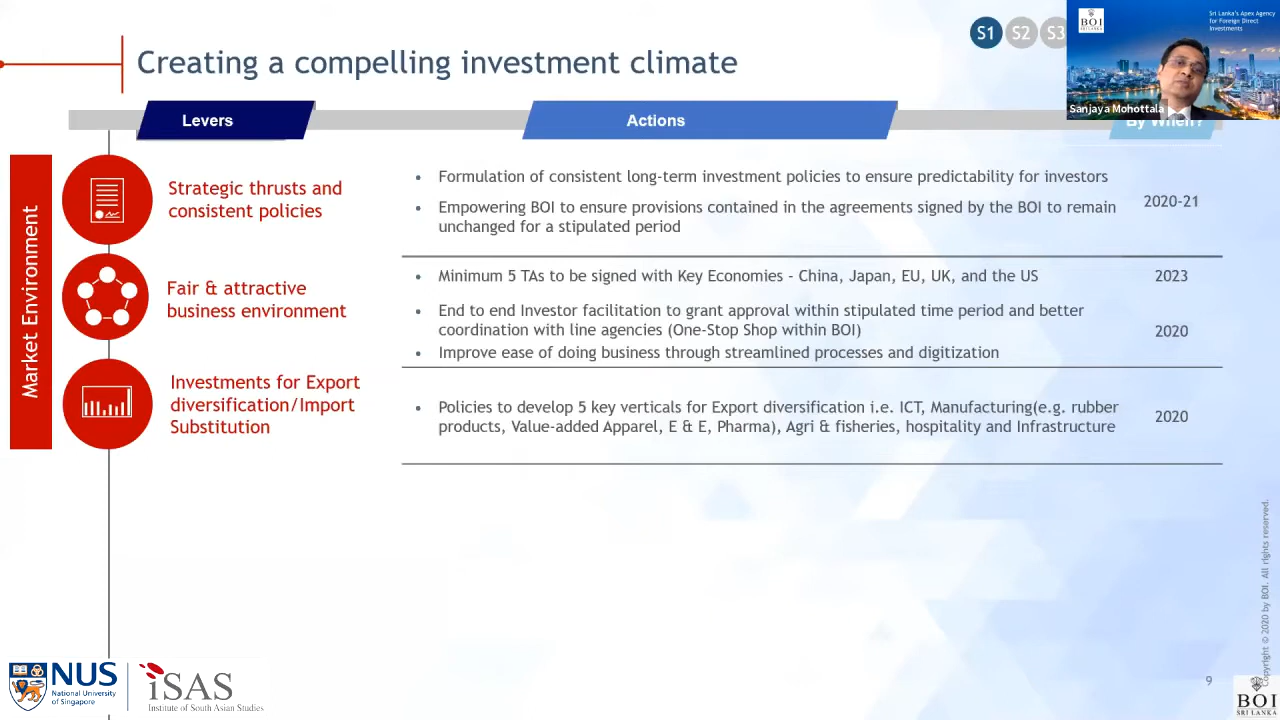 S1 S2 S3
BOI
SRI LANKA
Sri Lanka's Apex Agency
for Foreign Direct
Investments
Sanjaya Mohottala
Creating a compelling investment climate
Levers
Actions
By When?
Market Environment
Strategic thrusts and
consistent policies
• Formulation of consistent long-term investment policies to ensure predictability for investors
• Empowering BOI to ensure provisions contained in the agreements signed by the BOI to remain
unchanged for a stipulated period
2020-21
Fair & attractive
business environment
• Minimum 5 TAs to be signed with Key Economies - China, Japan, EU, UK, and the US
2023
• End to end Investor facilitation to grant approval within stipulated time period and better
coordination with line agencies (One-Stop Shop within BOI)
• Improve ease of doing business through streamlined processes and digitization
2020
Investments for Export
diversification/Import
Substitution
• Policies to develop 5 key verticals for Export diversification i.e. ICT, Manufacturing(e.g. rubber
products, Value-added Apparel, E & E, Pharma), Agri & fisheries, hospitality and Infrastructure
2020
Copyright © 2020 by BOI. All rights reserved.
NUS
National University
of Singapore
iSAS
Institute of South Asian Studies
9
BOI
SRI LANKA